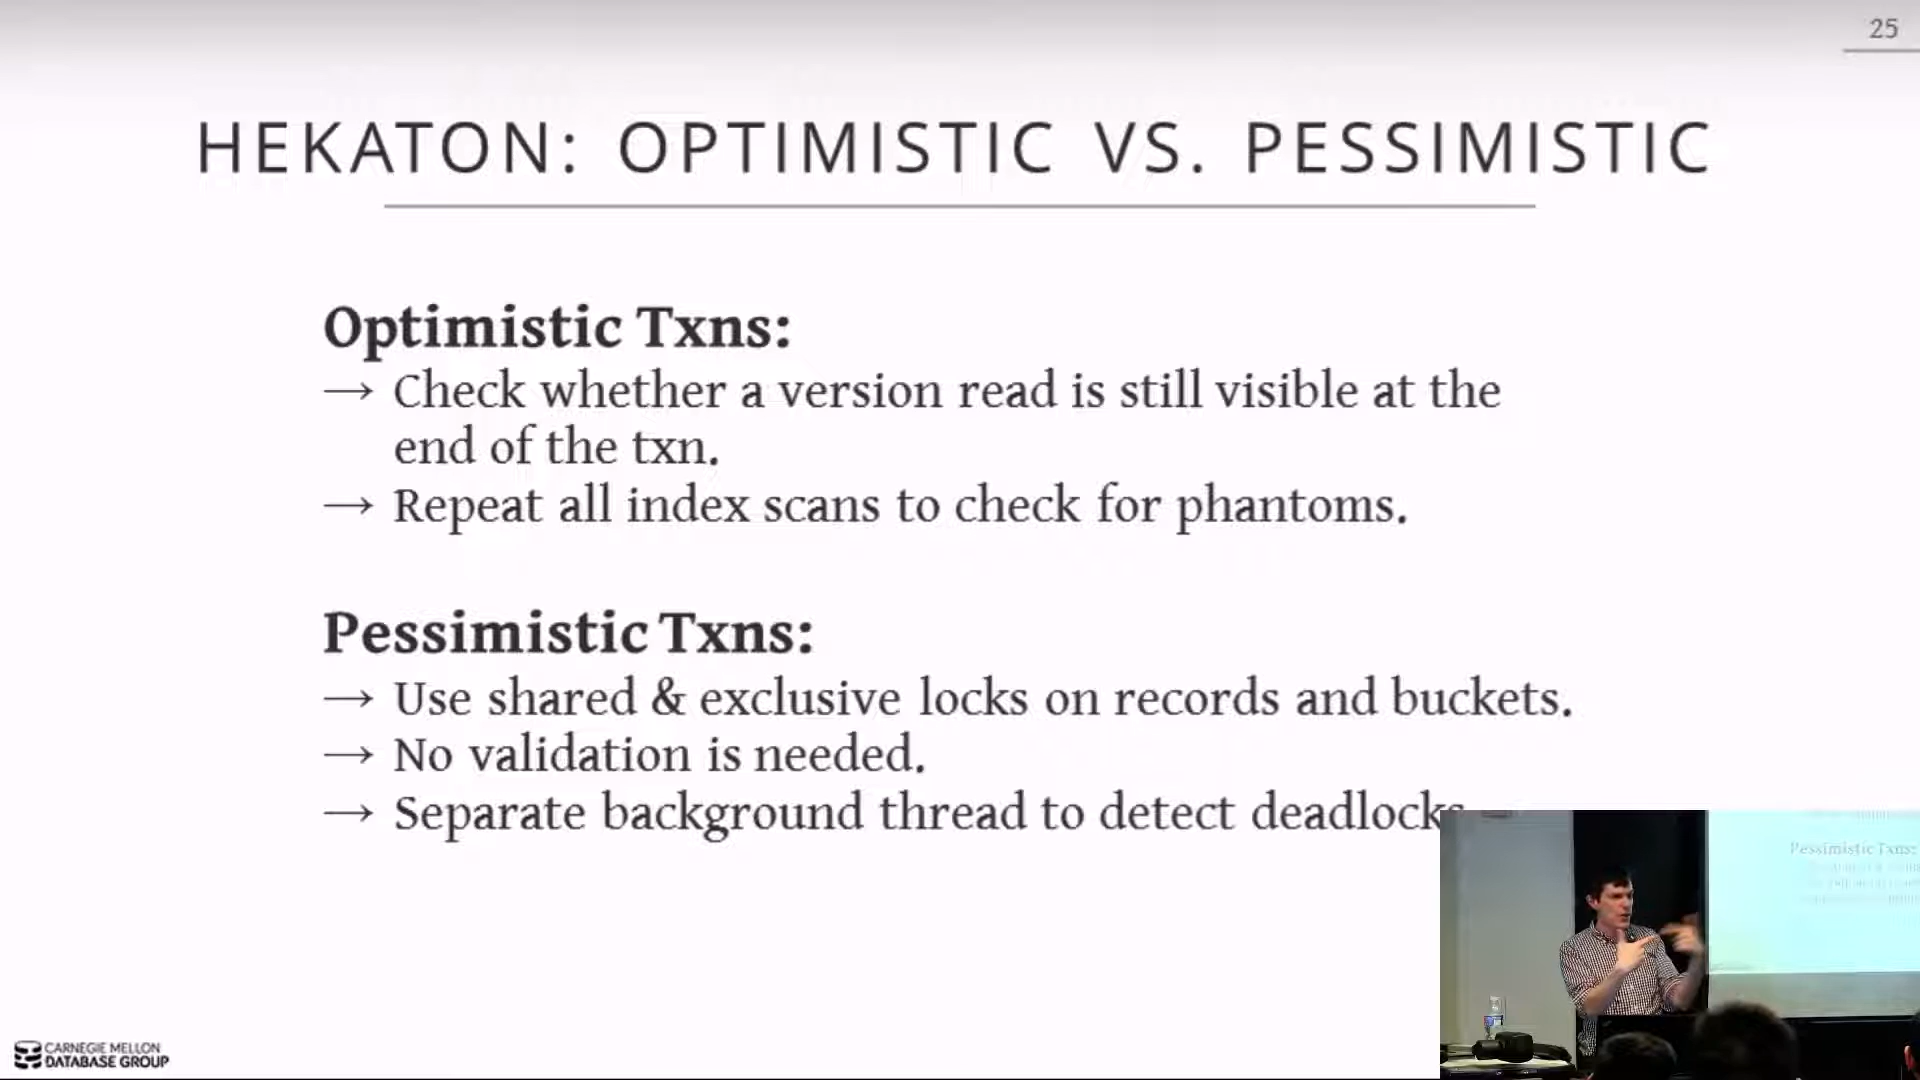 25
HEKATON: OPTIMISTIC VS. PESSIMISTIC
Optimistic Txns:
→ Check whether a version read is still visible at the
end of the txn.
→ Repeat all index scans to check for phantoms.
Pessimistic Txns:
→ Use shared & exclusive locks on records and buckets.
→ No validation is needed.
→ Separate background thread to detect deadlocks
Pessimistic Txns:
CARNEGIE MELLON
DATABASE GROUP